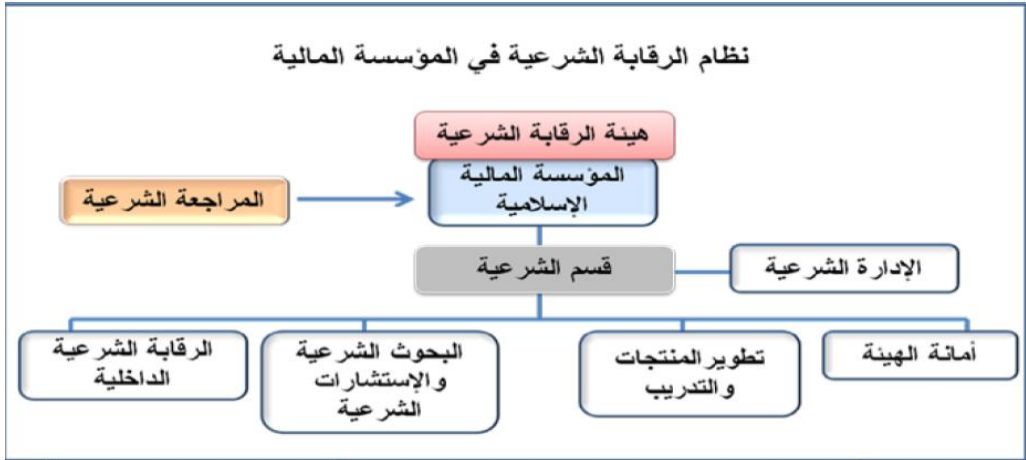 نظام الرقابة الشرعية في المؤسسة المالية
هيئة الرقابة الشرعية
المؤسسة المالية
الإسلامية
المراجعة الشرعية
قسم الشرعية
الإدارة الشرعية
أمانة الهيئة
تطوير المنتجات
والتدريب
البحوث الشرعية
والإستشارات
الشرعية
الرقابة الشرعية
الداخلية